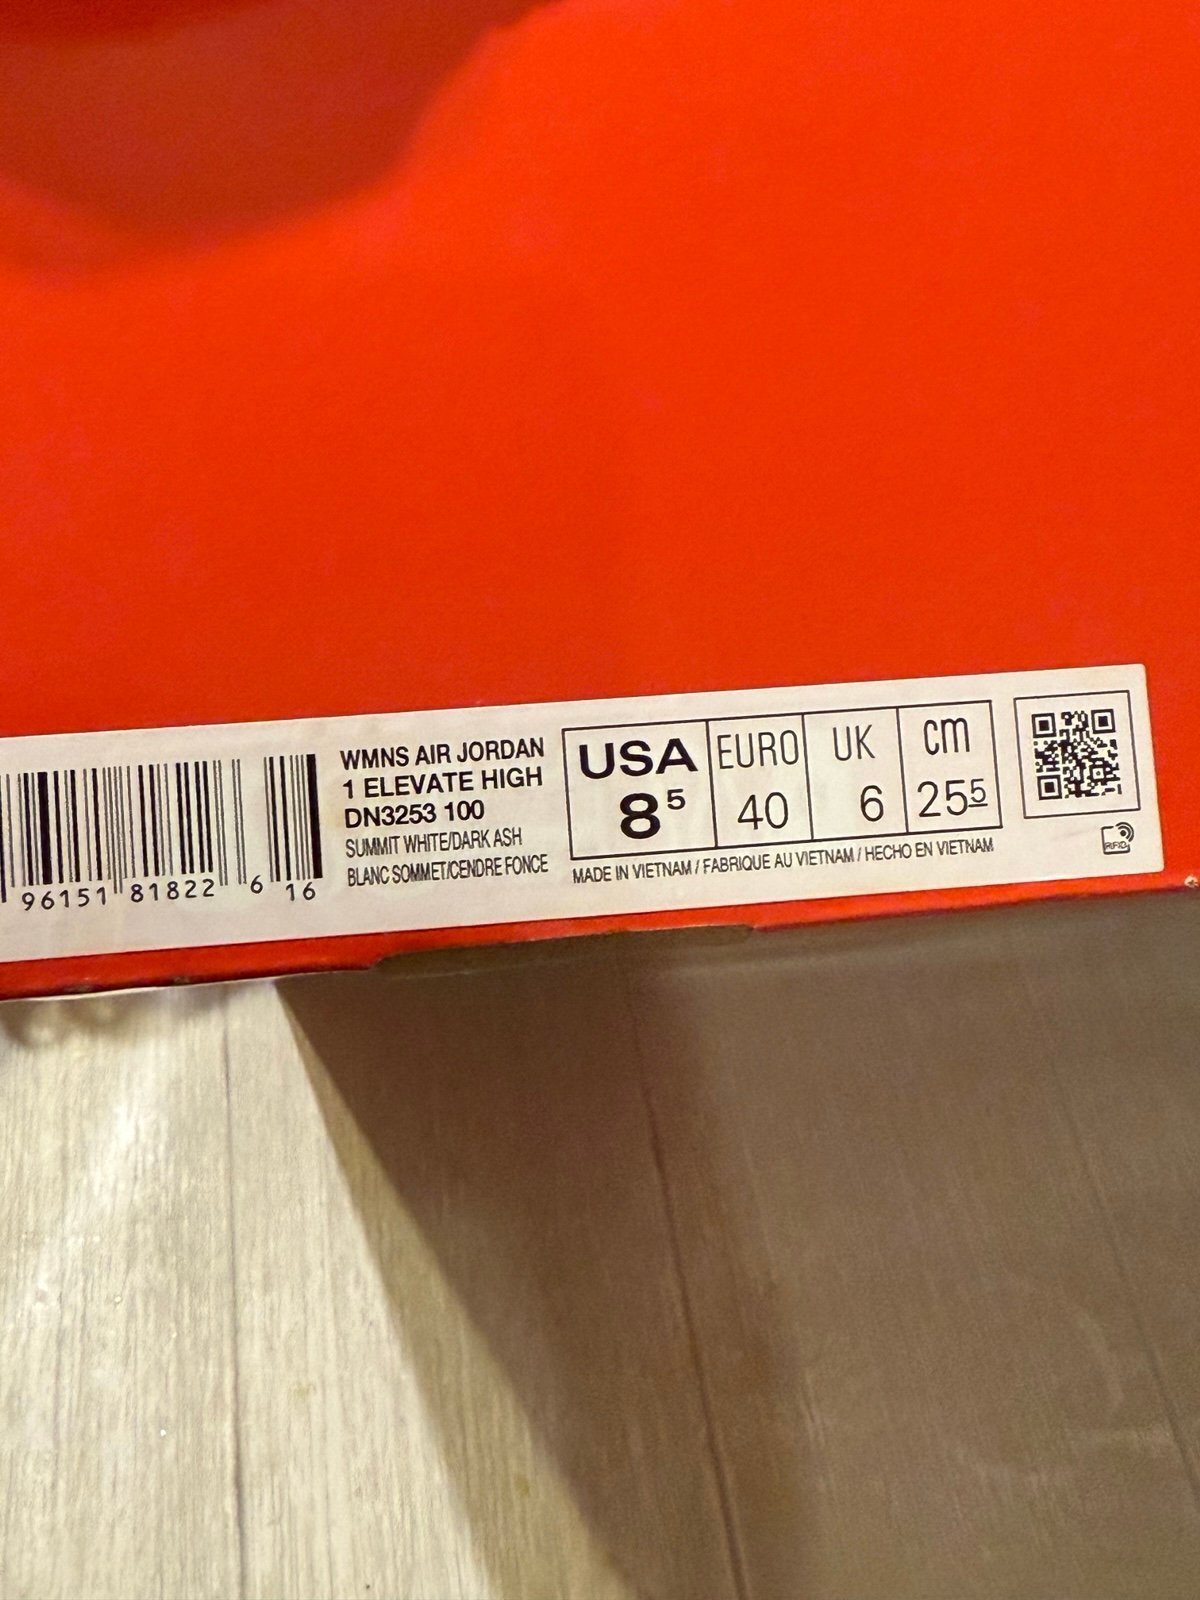 WMNS AIR JORDAN
1 ELEVATE HIGH
DN3253 100
SUMMIT WHITE/DARK ASH
BLANC SOMMET/CENDRE FONCE
96151 81822 6 16
USA EURO UK cm
8⁵ 40 6 25⁵
MADE IN VIETNAM / FABRIQUE AU VIETNAM / HECHO EN VIETNAM
RFID